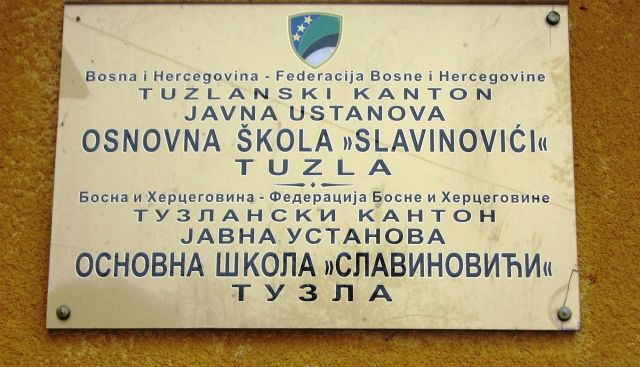 Bosna i Hercegovina - Federacija Bosne i Hercegovine
TUZLANSKI KANTON
JAVNA USTANOVA
OSNOVNA ŠKOLA »SLAVINOVIĆI«
TUZLA
Босна и Херцеговина - Федерација Босне и Херцеговине
ТУЗЛАНСКИ КАНТОН
ЈАВНА УСТАНОВА
ОСНОВНА ШКОЛА »СЛАВИНОВИЋИ«
ТУЗЛА